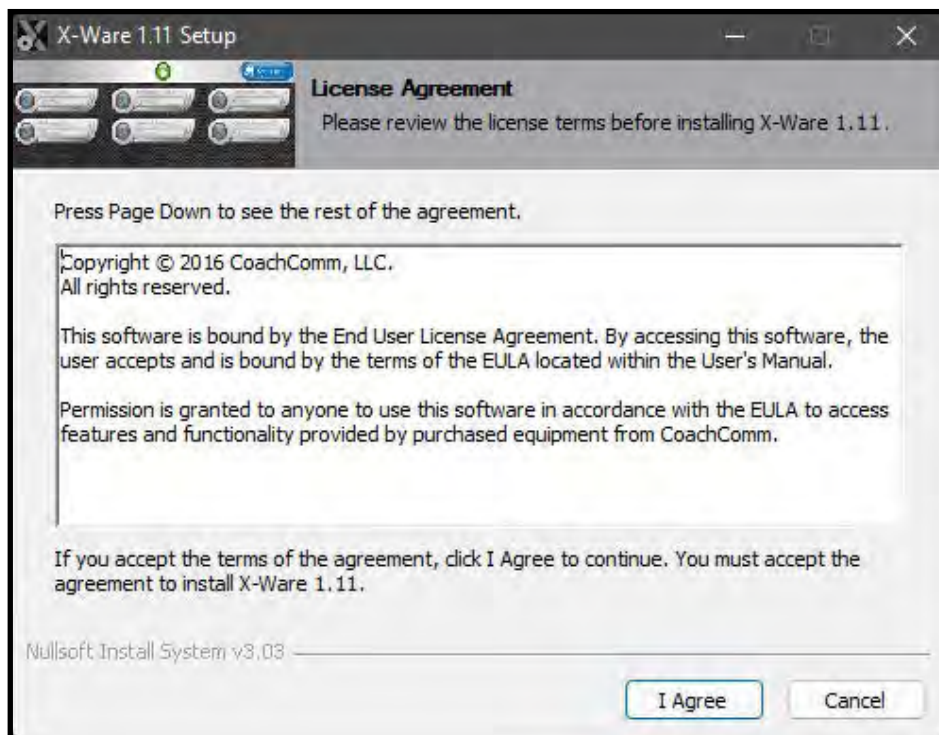 X-Ware 1.11 Setup
License Agreement
Please review the license terms before installing X-Ware 1.11.
Press Page Down to see the rest of the agreement.
Copyright © 2016 CoachComm, LLC.
All rights reserved.
This software is bound by the End User License Agreement. By accessing this software, the
user accepts and is bound by the terms of the EULA located within the User's Manual.
Permission is granted to anyone to use this software in accordance with the EULA to access
features and functionality provided by purchased equipment from CoachComm.
If you accept the terms of the agreement, click I Agree to continue. You must accept the
agreement to install X-Ware 1.11.
Nullsoft Install System v3.03
I Agree
Cancel